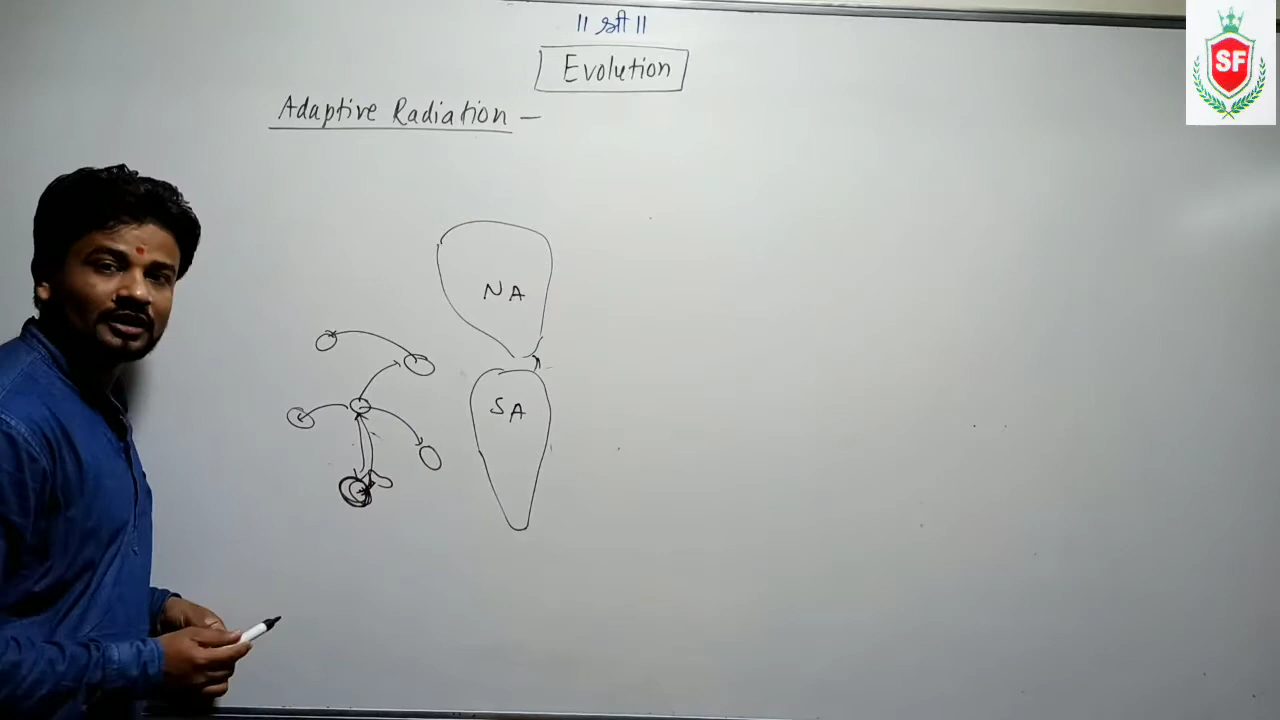 ॥ श्री ॥
Evolution
Adaptive Radiation –
NA
SA
SF